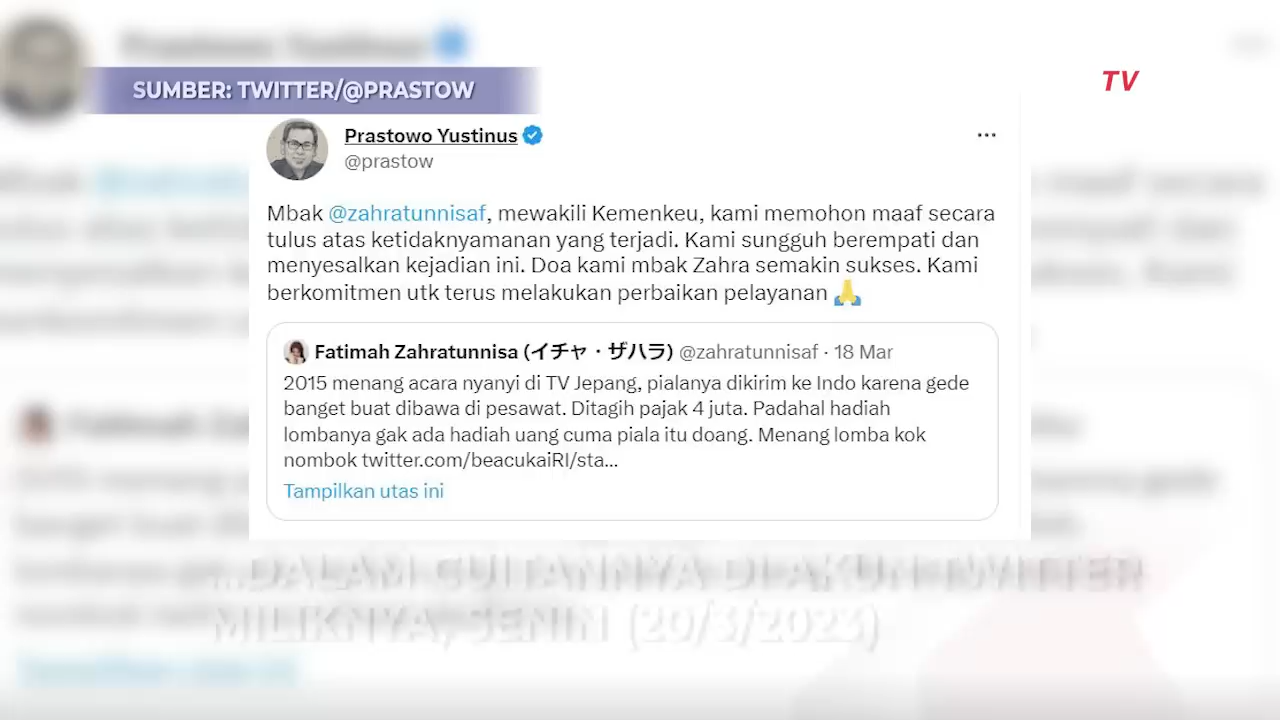 SUMBER: TWITTER/@PRASTOW
TV
Prastowo Yustinus
@prastow
Mbak @zahratunnisaf, mewakili Kemenkeu, kami memohon maaf secara
tulus atas ketidaknyamanan yang terjadi. Kami sungguh berempati dan
menyesalkan kejadian ini. Doa kami mbak Zahra semakin sukses. Kami
berkomitmen utk terus melakukan perbaikan pelayanan 🙏
Fatimah Zahratunnisa (イチャ・ザハラ) @zahratunnisaf · 18 Mar
2015 menang acara nyanyi di TV Jepang, pialanya dikirim ke Indo karena gede
banget buat dibawa di pesawat. Ditagih pajak 4 juta. Padahal hadiah
lombanya gak ada hadiah uang cuma piala itu doang. Menang lomba kok
nombok twitter.com/beacukaiRI/sta...
Tampilkan utas ini
...DALAM CUITANNYA DI AKUN TWITTER
MILIKNYA, SENIN (20/3/2023)